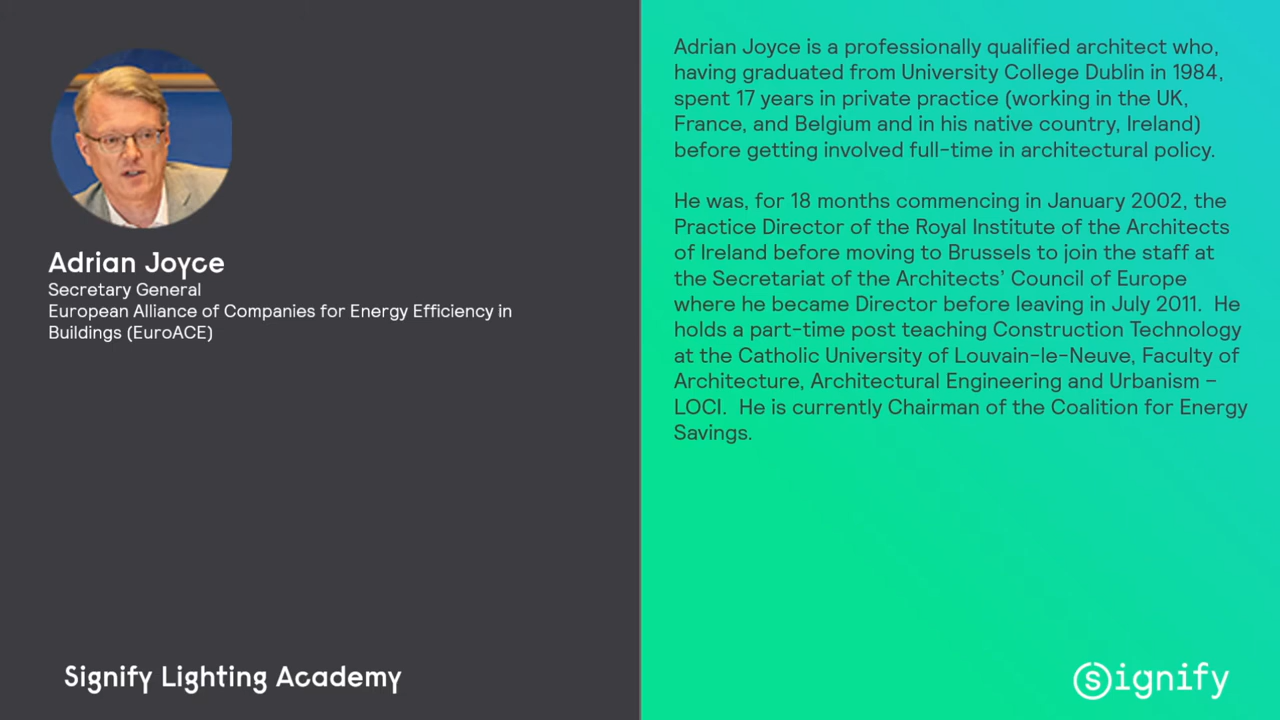 Adrian Joyce
Secretary General
European Alliance of Companies for Energy Efficiency in
Buildings (EuroACE)
Signify Lighting Academy
Adrian Joyce is a professionally qualified architect who,
having graduated from University College Dublin in 1984,
spent 17 years in private practice (working in the UK,
France, and Belgium and in his native country, Ireland)
before getting involved full-time in architectural policy.
He was, for 18 months commencing in January 2002, the
Practice Director of the Royal Institute of the Architects
of Ireland before moving to Brussels to join the staff at
the Secretariat of the Architects' Council of Europe
where he became Director before leaving in July 2011.  He
holds a part-time post teaching Construction Technology
at the Catholic University of Louvain-le-Neuve, Faculty of
Architecture, Architectural Engineering and Urbanism –
LOCI.  He is currently Chairman of the Coalition for Energy
Savings.
signify